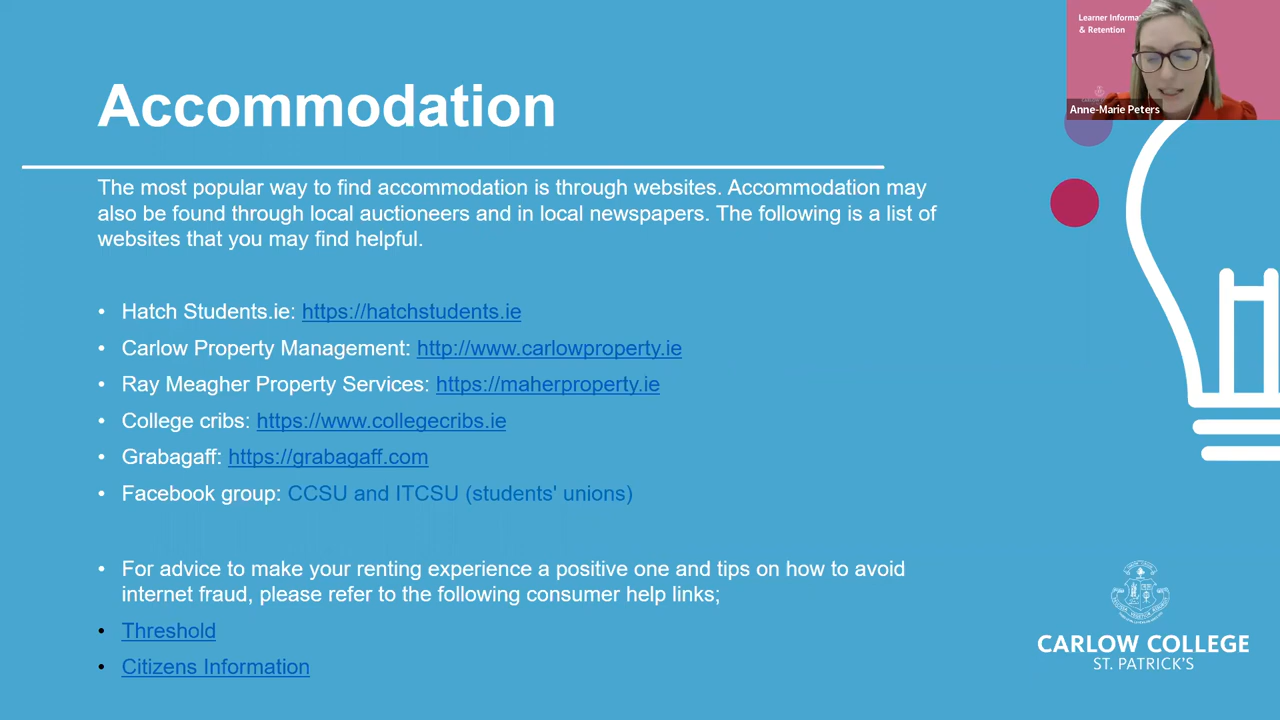 Learner Informa
& Retention
Anne-Marie Peters
Accommodation
The most popular way to find accommodation is through websites. Accommodation may
also be found through local auctioneers and in local newspapers. The following is a list of
websites that you may find helpful.
• Hatch Students.ie: https://hatchstudents.ie
• Carlow Property Management: http://www.carlowproperty.ie
• Ray Meagher Property Services: https://maherproperty.ie
• College cribs: https://www.collegecribs.ie
• Grabagaff: https://grabagaff.com
• Facebook group: CCSU and ITCSU (students' unions)
• For advice to make your renting experience a positive one and tips on how to avoid
internet fraud, please refer to the following consumer help links;
• Threshold
• Citizens Information
CARLOW COLLEGE
ST. PATRICK'S